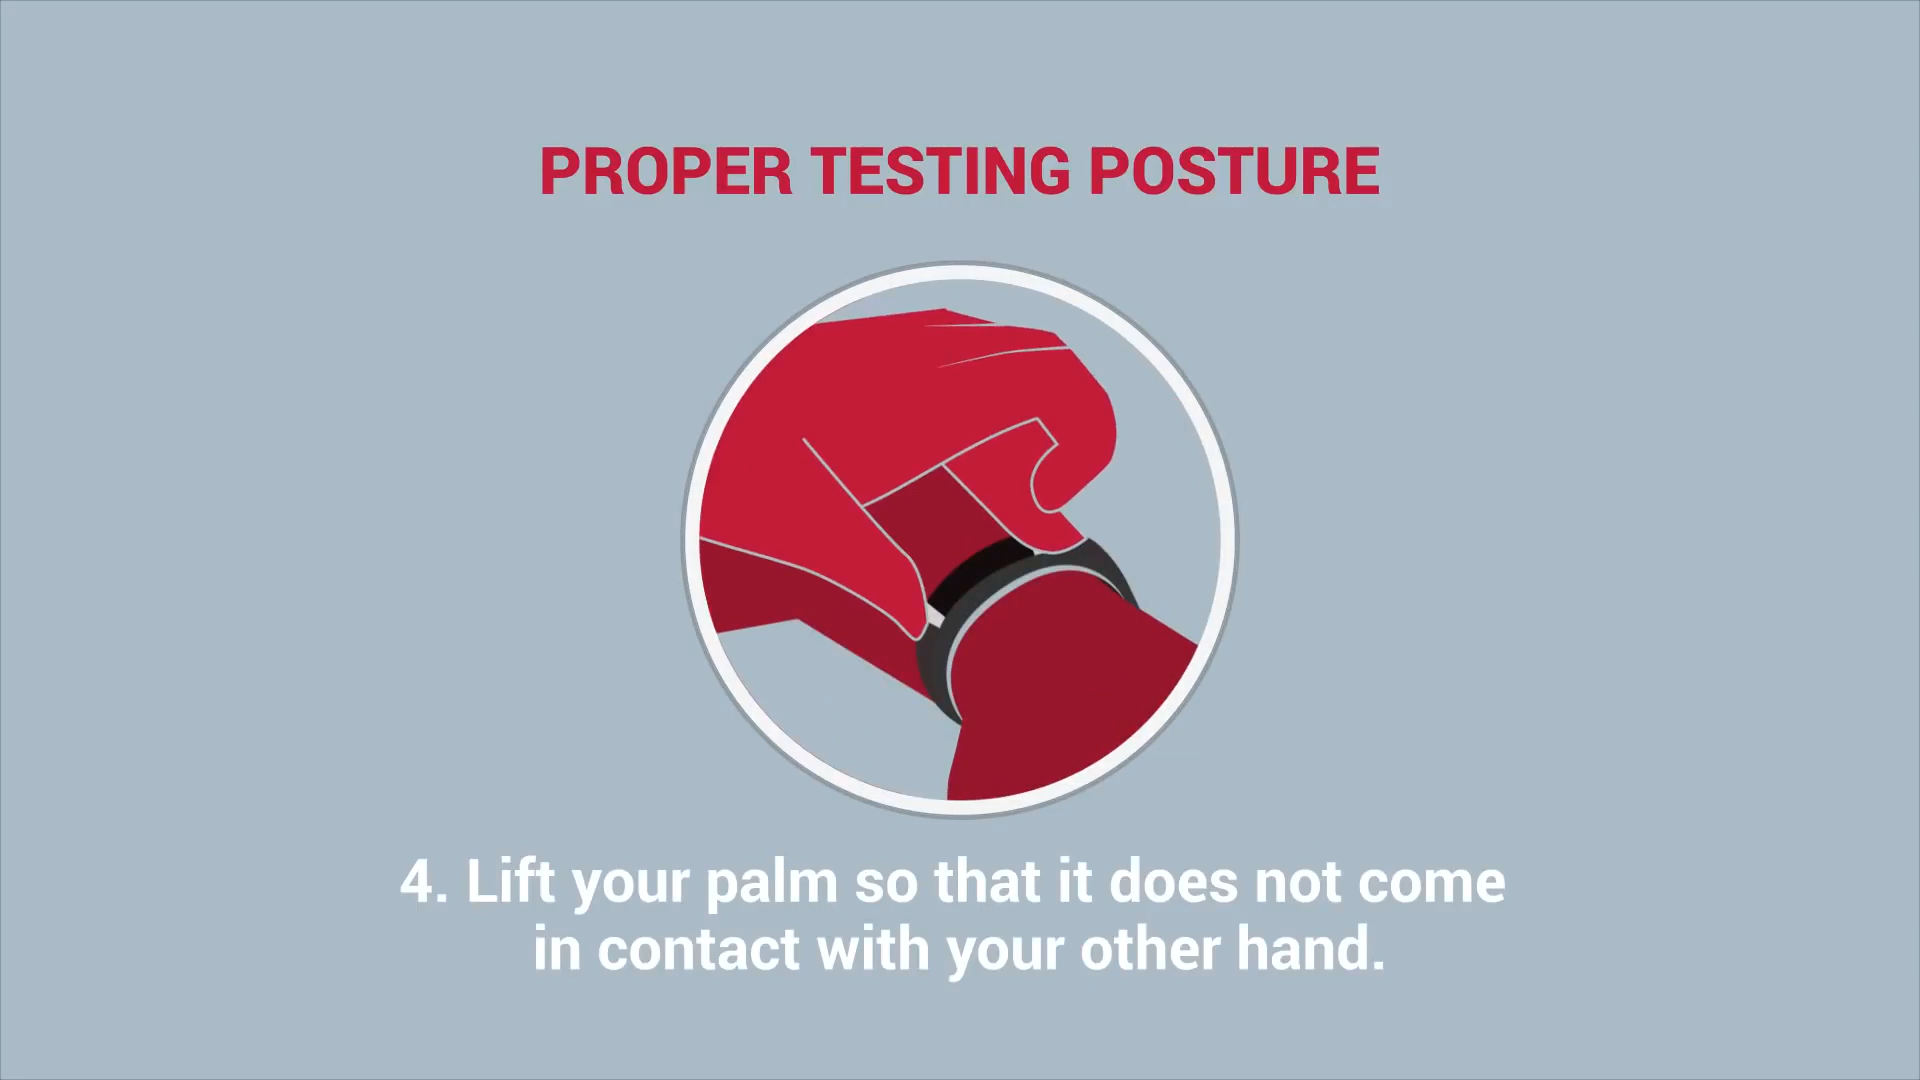 PROPER TESTING POSTURE
4. Lift your palm so that it does not come
in contact with your other hand.